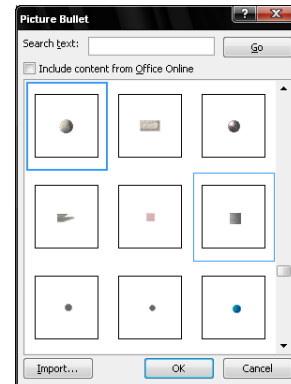 Picture Bullet
Search text: Go
Include content from Office Online
Import... OK Cancel